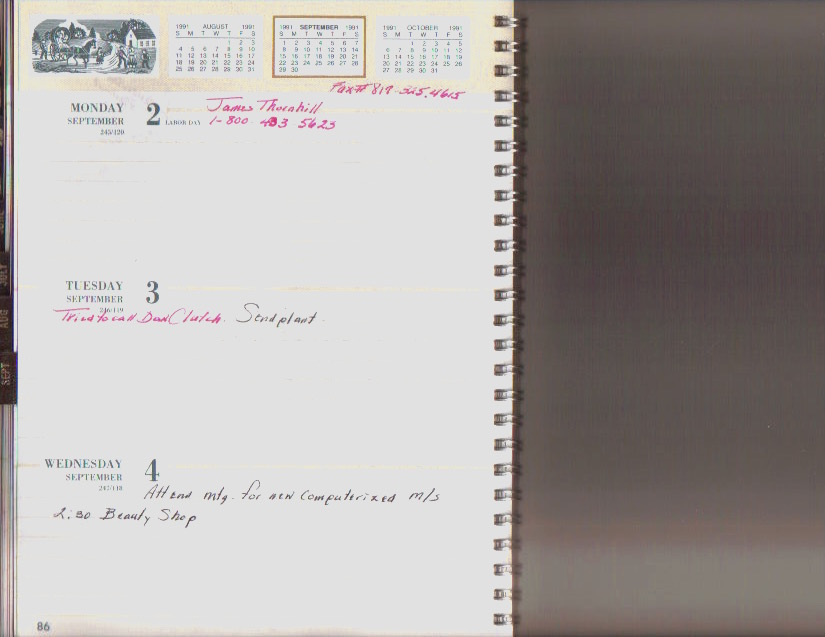 1991 AUGUST 1991
S M T W T F S
1 2 3
4 5 6 7 8 9 10
11 12 13 14 15 16 17
18 19 20 21 22 23 24
25 26 27 28 29 30 31
1991 SEPTEMBER 1991
S M T W T F S
1 2 3 4 5 6 7
8 9 10 11 12 13 14
15 16 17 18 19 20 21
22 23 24 25 26 27 28
29 30
1991 OCTOBER 1991
S M T W T F S
1 2 3 4 5
6 7 8 9 10 11 12
13 14 15 16 17 18 19
20 21 22 23 24 25 26
27 28 29 30 31
Fax# 817-325-4615
MONDAY 2 James Thornhill
SEPTEMBER LABOR DAY 1-800 433 5623
245/120
TUESDAY 3
SEPTEMBER
246/119
Tried to call Dan Clutch. Send plant
WEDNESDAY 4
SEPTEMBER
247/118
Attend mtg. for new computerized m/s
2:30 Beauty Shop
86
JULY
AUG
SEPT